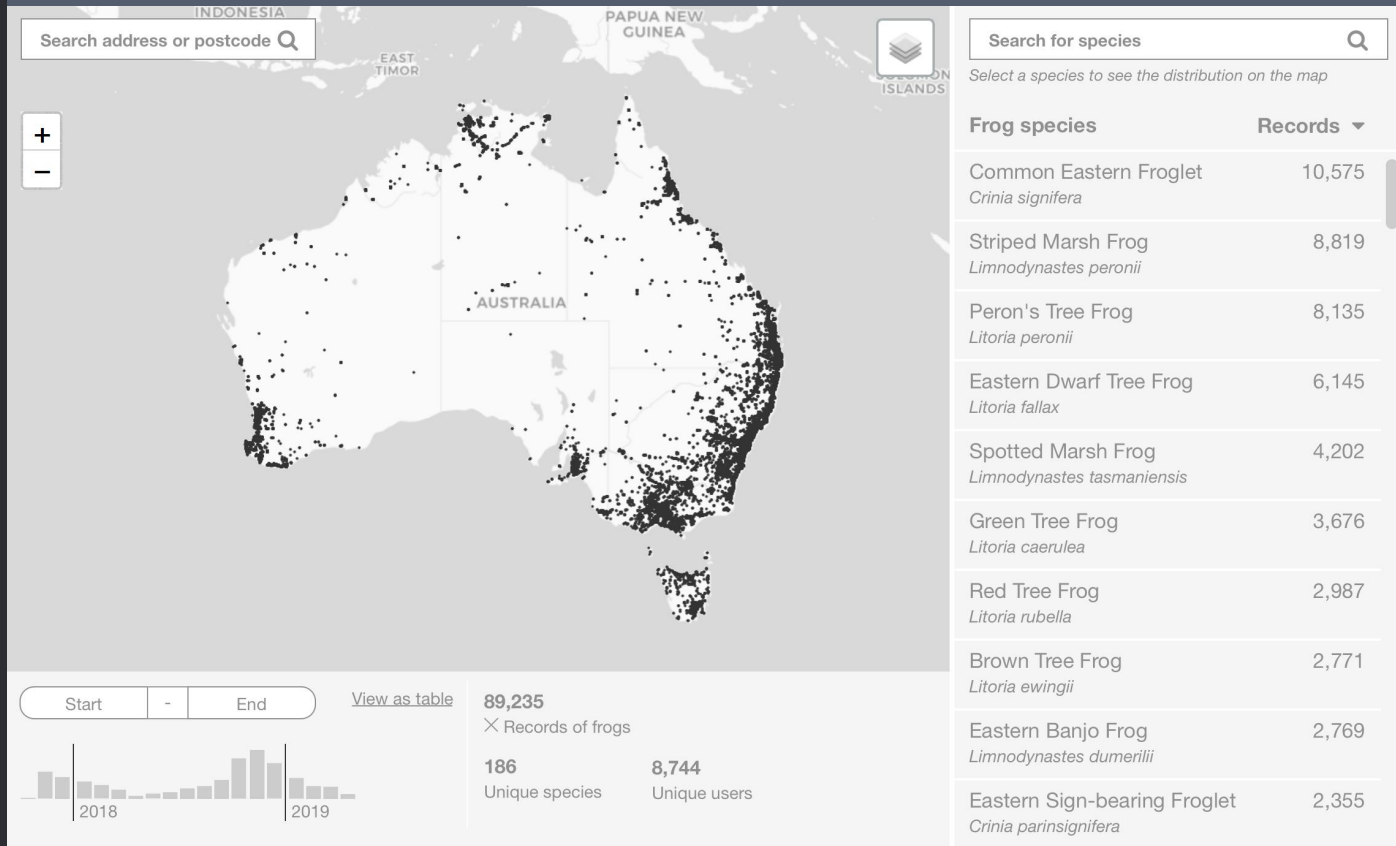 INDONESIA
PAPUA NEW
GUINEA
Search address or postcode
EAST
TIMOR
SOLOMON
ISLANDS
+
−
AUSTRALIA
Start - End
View as table
2018
2019
89,235
Records of frogs
186
Unique species
8,744
Unique users
Search for species
Select a species to see the distribution on the map
Frog species Records
Common Eastern Froglet 10,575
Crinia signifera
Striped Marsh Frog 8,819
Limnodynastes peronii
Peron's Tree Frog 8,135
Litoria peronii
Eastern Dwarf Tree Frog 6,145
Litoria fallax
Spotted Marsh Frog 4,202
Limnodynastes tasmaniensis
Green Tree Frog 3,676
Litoria caerulea
Red Tree Frog 2,987
Litoria rubella
Brown Tree Frog 2,771
Litoria ewingii
Eastern Banjo Frog 2,769
Limnodynastes dumerilii
Eastern Sign-bearing Froglet 2,355
Crinia parinsignifera